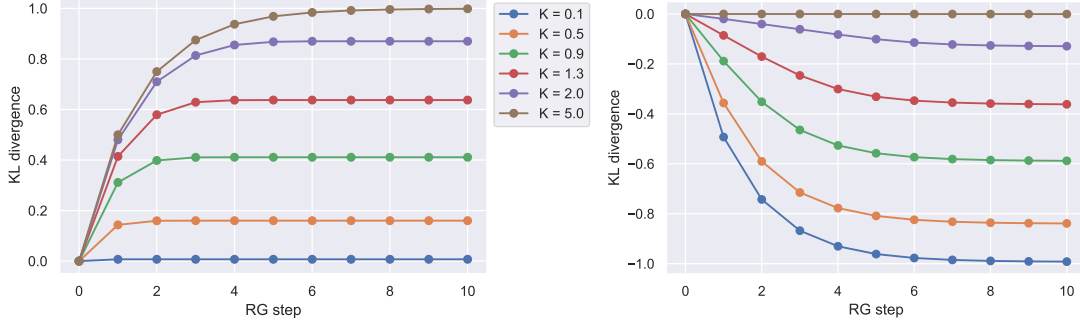 KL divergence
1.0
0.8
0.6
0.4
0.2
0.0
0 2 4 6 8 10
RG step
K = 0.1
K = 0.5
K = 0.9
K = 1.3
K = 2.0
K = 5.0
KL divergence
0.0
−0.2
−0.4
−0.6
−0.8
−1.0
0 2 4 6 8 10
RG step